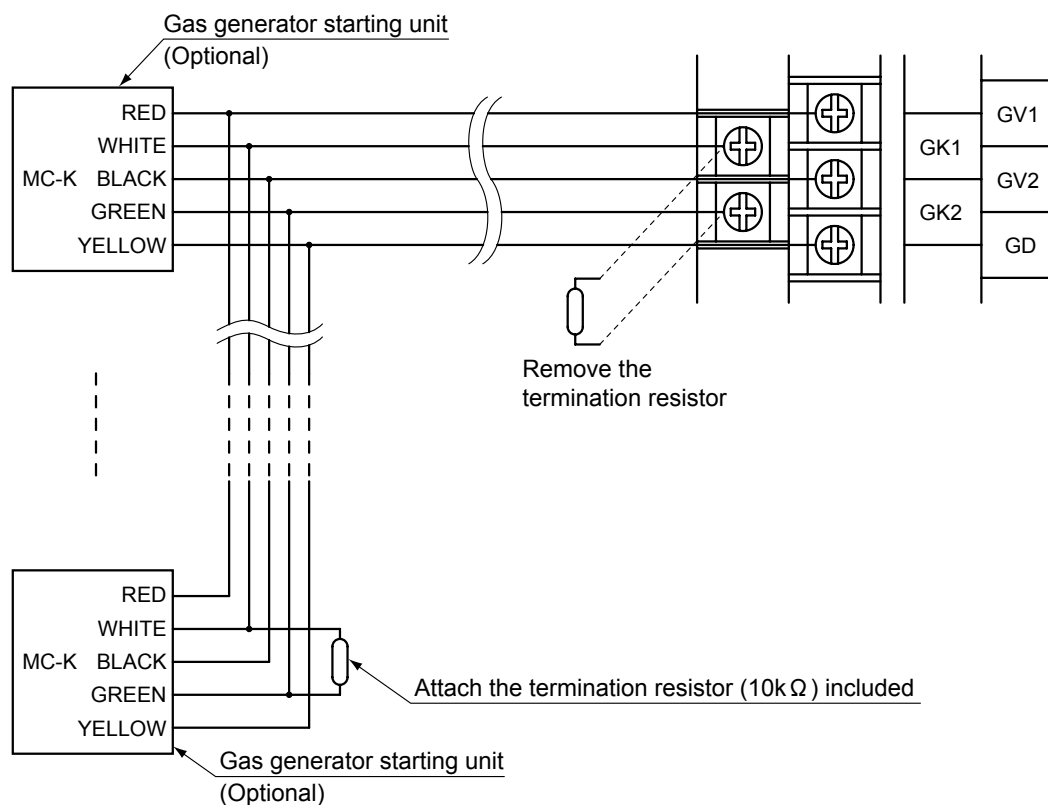 Gas generator starting unit
(Optional)
RED
WHITE
MC-K BLACK
GREEN
YELLOW
GV1
GK1
GV2
GK2
GD
Remove the
termination resistor
RED
WHITE
MC-K BLACK
GREEN
YELLOW
Attach the termination resistor (10kΩ) included
Gas generator starting unit
(Optional)